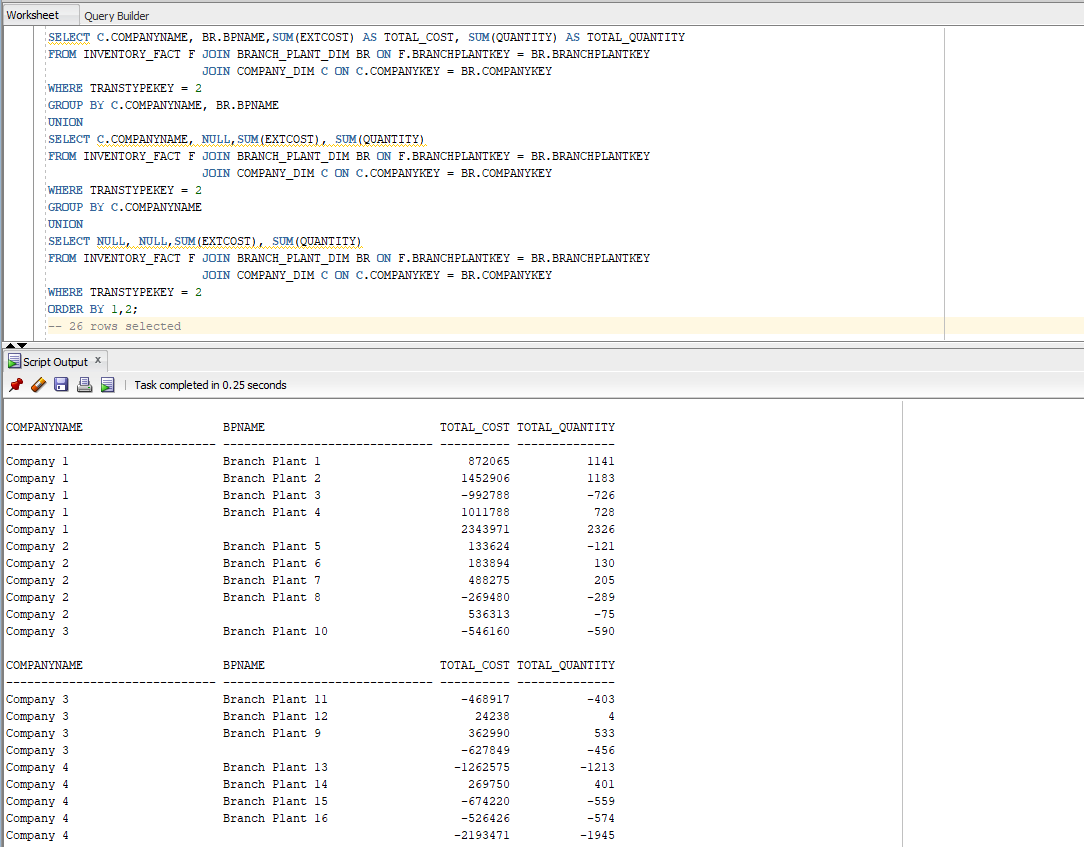 Worksheet Query Builder
SELECT C.COMPANYNAME, BR.BPNAME,SUM(EXTCOST) AS TOTAL_COST, SUM(QUANTITY) AS TOTAL_QUANTITY
FROM INVENTORY_FACT F JOIN BRANCH_PLANT_DIM BR ON F.BRANCHPLANTKEY = BR.BRANCHPLANTKEY
JOIN COMPANY_DIM C ON C.COMPANYKEY = BR.COMPANYKEY
WHERE TRANSTYPEKEY = 2
GROUP BY C.COMPANYNAME, BR.BPNAME
UNION
SELECT C.COMPANYNAME, NULL,SUM(EXTCOST), SUM(QUANTITY)
FROM INVENTORY_FACT F JOIN BRANCH_PLANT_DIM BR ON F.BRANCHPLANTKEY = BR.BRANCHPLANTKEY
JOIN COMPANY_DIM C ON C.COMPANYKEY = BR.COMPANYKEY
WHERE TRANSTYPEKEY = 2
GROUP BY C.COMPANYNAME
UNION
SELECT NULL, NULL,SUM(EXTCOST), SUM(QUANTITY)
FROM INVENTORY_FACT F JOIN BRANCH_PLANT_DIM BR ON F.BRANCHPLANTKEY = BR.BRANCHPLANTKEY
JOIN COMPANY_DIM C ON C.COMPANYKEY = BR.COMPANYKEY
WHERE TRANSTYPEKEY = 2
ORDER BY 1,2;
-- 26 rows selected
Script Output x
Task completed in 0.25 seconds
COMPANYNAME BPNAME TOTAL_COST TOTAL_QUANTITY
------------------------------ ------------------------------ ---------- --------------
Company 1 Branch Plant 1 872065 1141
Company 1 Branch Plant 2 1452906 1183
Company 1 Branch Plant 3 -992788 -726
Company 1 Branch Plant 4 1011788 728
Company 1 2343971 2326
Company 2 Branch Plant 5 133624 -121
Company 2 Branch Plant 6 183894 130
Company 2 Branch Plant 7 488275 205
Company 2 Branch Plant 8 -269480 -289
Company 2 536313 -75
Company 3 Branch Plant 10 -546160 -590
COMPANYNAME BPNAME TOTAL_COST TOTAL_QUANTITY
------------------------------ ------------------------------ ---------- --------------
Company 3 Branch Plant 11 -468917 -403
Company 3 Branch Plant 12 24238 4
Company 3 Branch Plant 9 362990 533
Company 3 -627849 -456
Company 4 Branch Plant 13 -1262575 -1213
Company 4 Branch Plant 14 269750 401
Company 4 Branch Plant 15 -674220 -559
Company 4 Branch Plant 16 -526426 -574
Company 4 -2193471 -1945